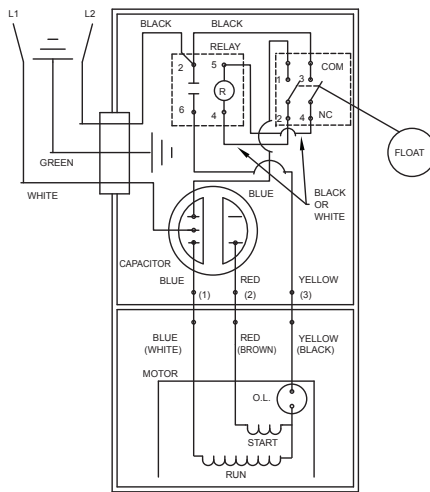 L1
L2
BLACK
BLACK
RELAY
2
5
R
6
4
1
3
COM
2
4
NC
FLOAT
GREEN
WHITE
BLUE
BLACK
OR
WHITE
CAPACITOR
BLUE
RED
YELLOW
(1)
(2)
(3)
BLUE
(WHITE)
RED
(BROWN)
YELLOW
(BLACK)
MOTOR
O.L.
START
RUN